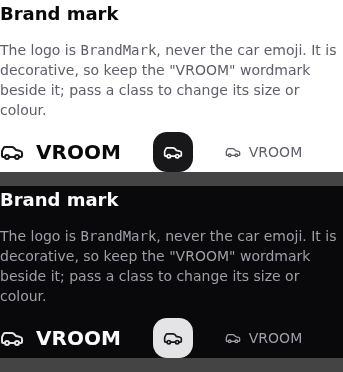 Brand mark
The logo is BrandMark, never the car emoji. It is
decorative, so keep the "VROOM" wordmark
beside it; pass a class to change its size or
colour.
VROOM VROOM
Brand mark
The logo is BrandMark, never the car emoji. It is
decorative, so keep the "VROOM" wordmark
beside it; pass a class to change its size or
colour.
VROOM VROOM